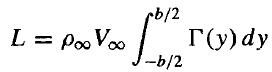 L = ρ∞V∞ ∫_{-b/2}^{b/2} Γ(y) dy